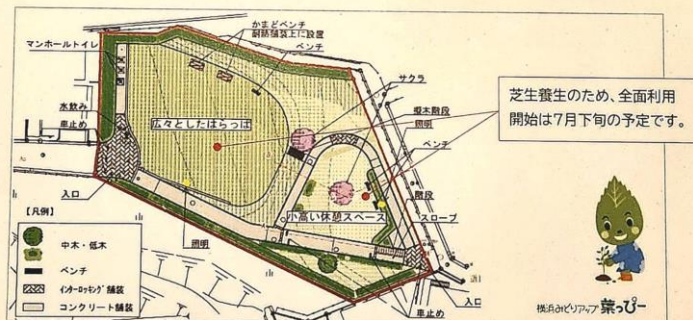 かまどベンチ
耐熱舗装上に設置
ベンチ
マンホールトイレ
サクラ
水飲み
車止め
広々としたはらっぱ
擬木階段
照明
ベンチ
芝生養生のため、全面利用
開始は7月下旬の予定です。
入口
階段
スロープ
小高い休憩スペース
【凡例】
中木・低木
ベンチ
インターロッキング舗装
コンクリート舗装
照明
入口
車止め
横浜みどりアップ 葉っぴー